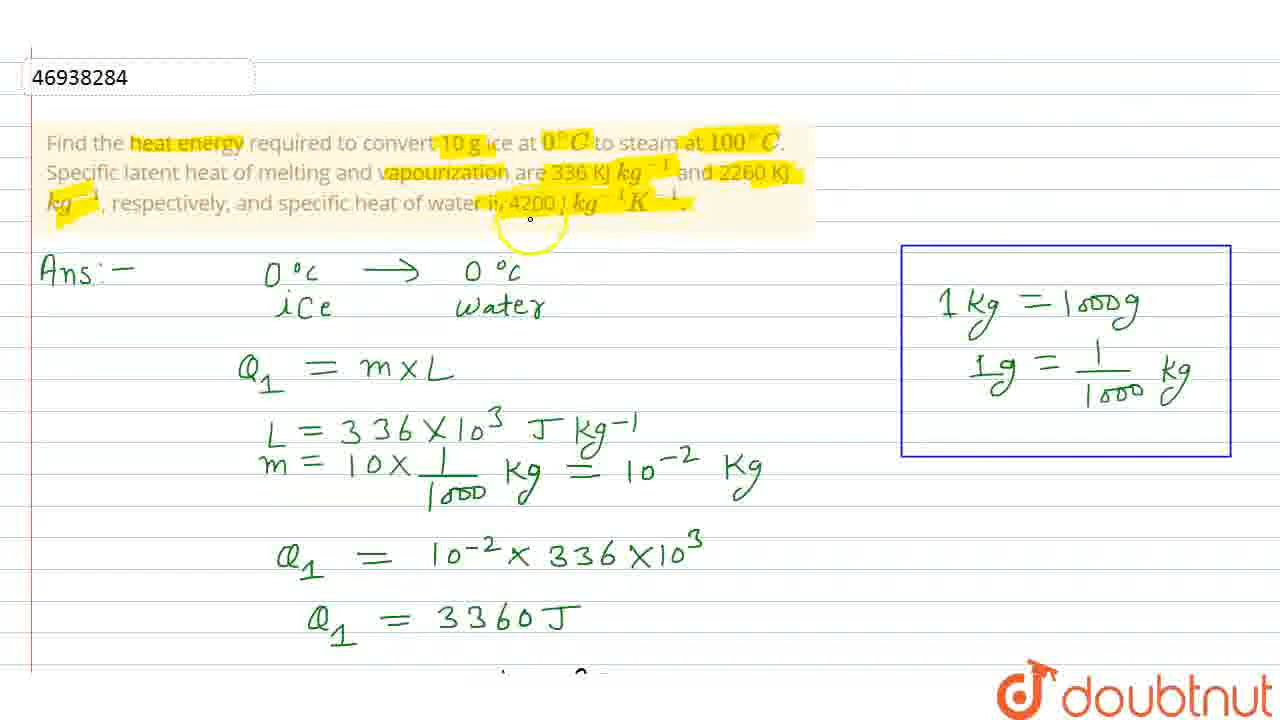 46938284
Find the heat energy required to convert 10 g ice at 0°C to steam at 100°C.
Specific latent heat of melting and vapourization are 336 KJ kg⁻¹ and 2260 KJ
kg⁻¹, respectively, and specific heat of water is 4200 J kg⁻¹K⁻¹.
Ans:- 0°C → 0°C
ice water
Q₁ = m×L
L = 336×10³ J kg-1
m = 10×1/1000 kg = 10⁻² kg
Q₁ = 10⁻² × 336×10³
Q₁ = 3360 J
1 kg = 1000g
1g = 1/1000 kg
doubtnut